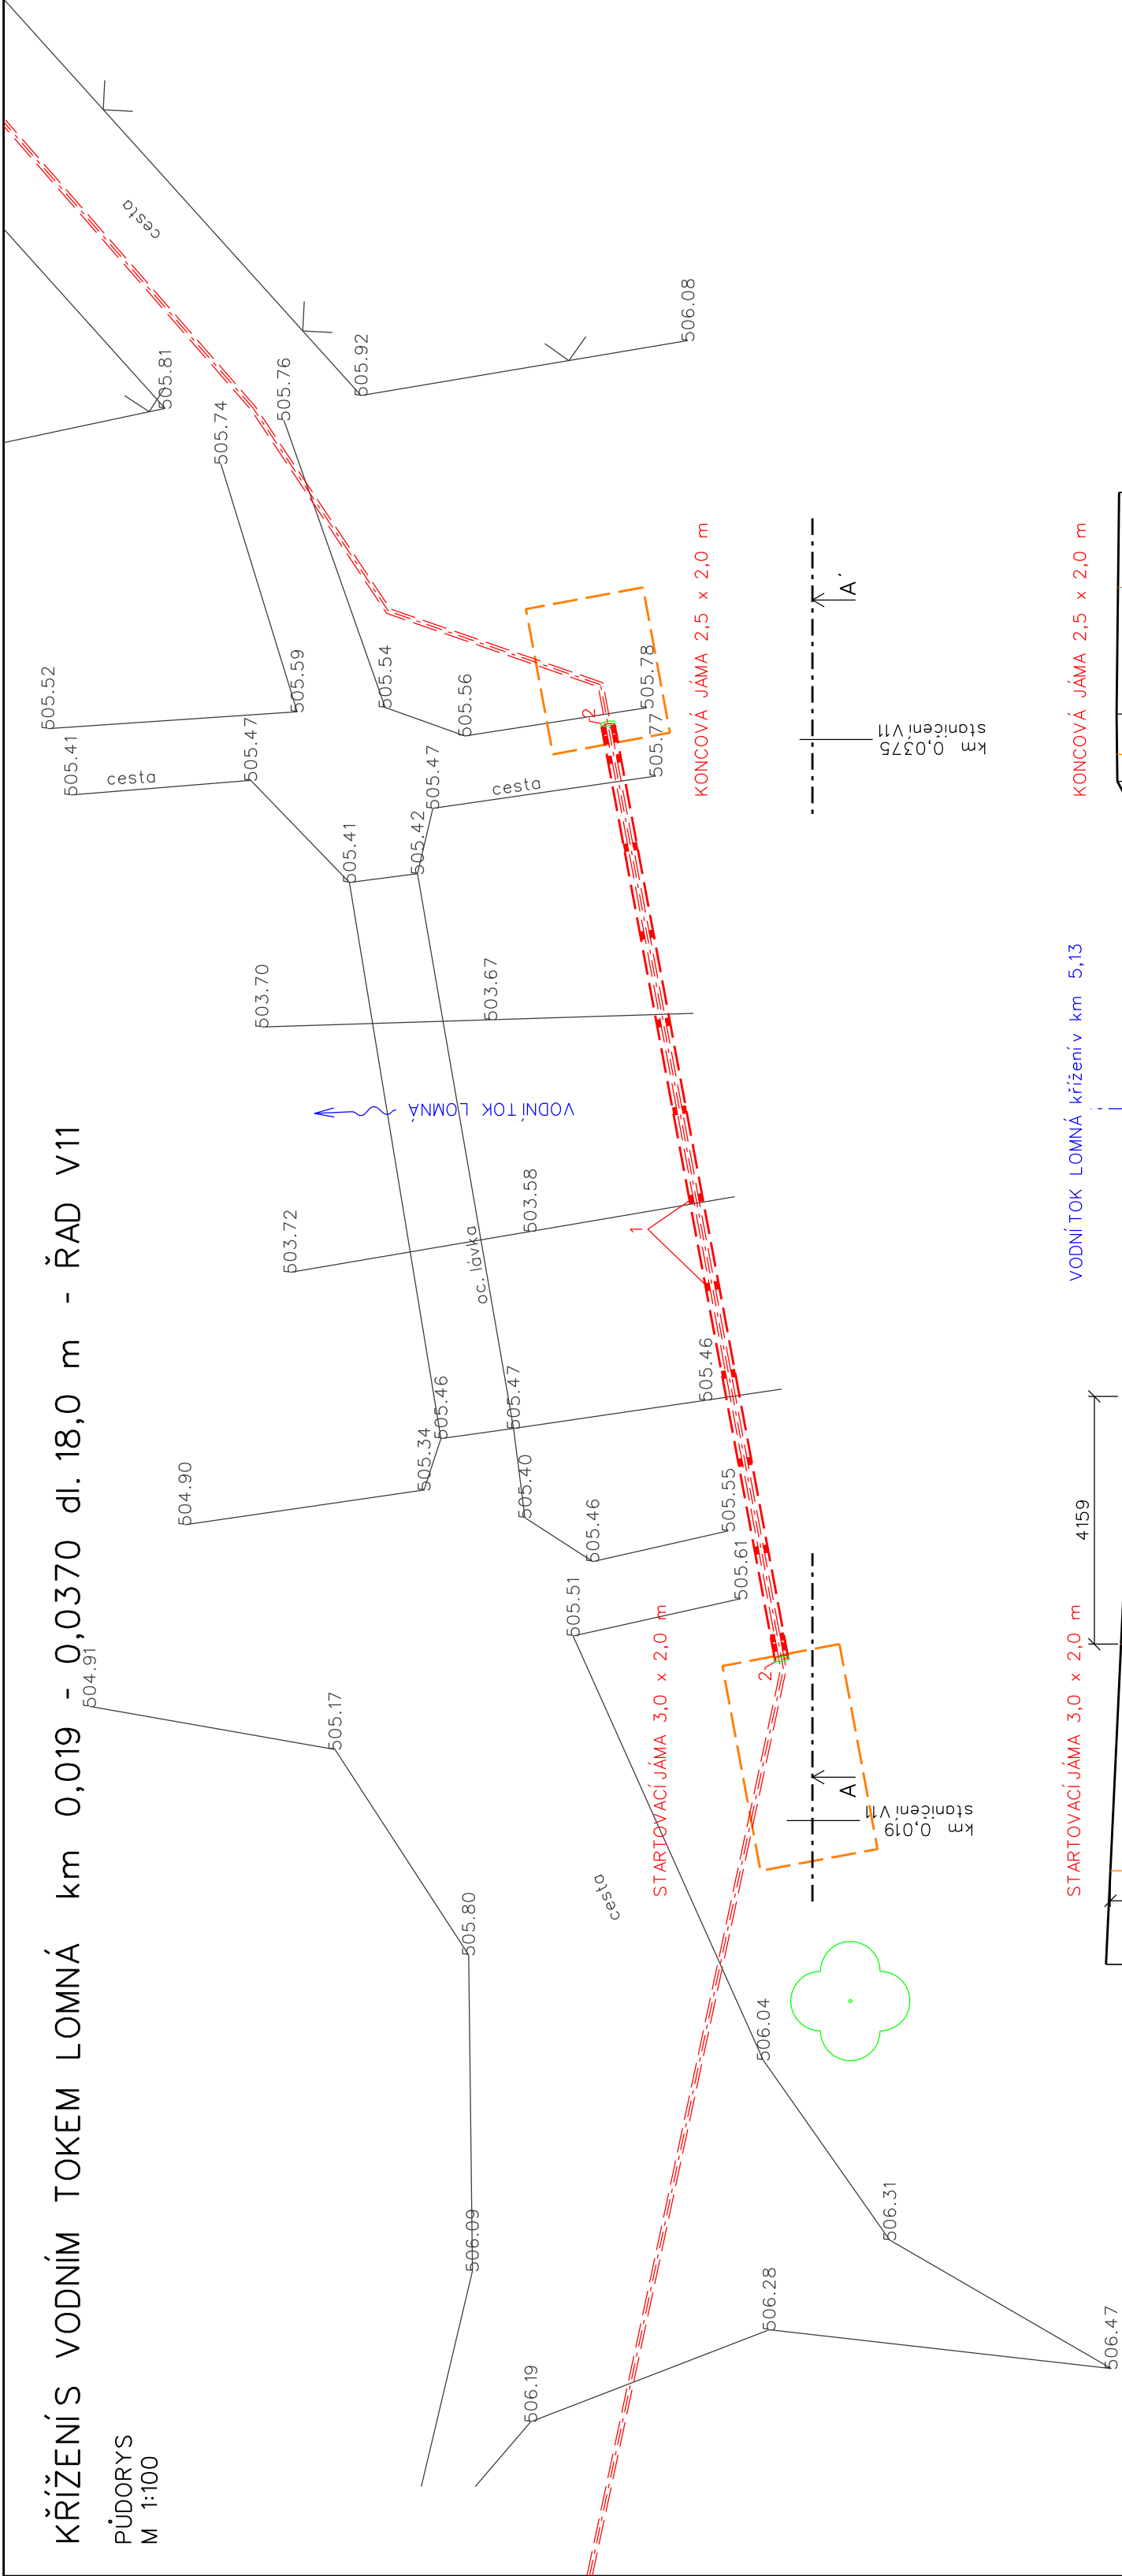 KŘÍŽENÍ S VODNÍM TOKEM LOMNÁ km 0,019 - 0,0370 dl. 18,0 m - ŘAD V11
PŮDORYS
M 1:100
cesta
505.81
505.74
505.76
505.92
506.08
505.52
505.41
cesta
505.59
505.47
505.54
505.56
505.78
505.77
505.41
505.42
505.47
cesta
2
KONCOVÁ JÁMA 2,5 x 2,0 m
A´
km 0,0375
staničení V11
KONCOVÁ JÁMA 2,5 x 2,0 m
503.70
503.67
VODNÍ TOK LOMNÁ
VODNÍ TOK LOMNÁ křížení v km 5,13
503.72
503.58
oc. lávka
1
504.90
505.34
505.46
505.47
505.46
505.40
505.46
505.55
505.61
505.51
4159
504.91
505.17
505.80
506.09
506.19
cesta
2
STARTOVACÍ JÁMA 3,0 x 2,0 m
A
km 0,019
staničení V11
STARTOVACÍ JÁMA 3,0 x 2,0 m
506.04
506.31
506.28
506.47